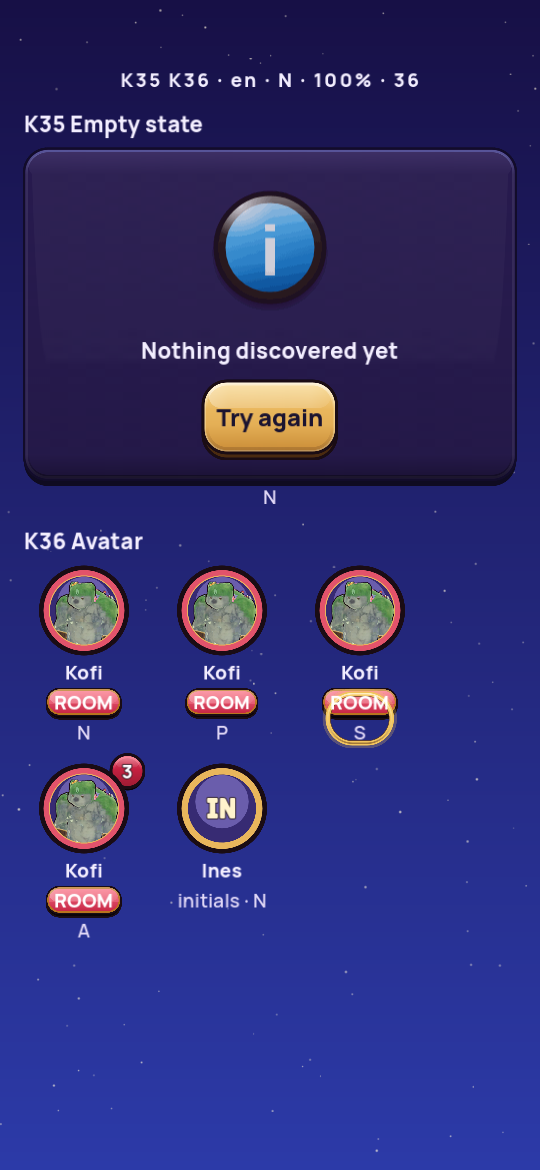 K35 K36 · en · N · 100% · 36
K35 Empty state
i
Nothing discovered yet
Try again
N
K36 Avatar
Kofi Kofi Kofi
ROOM ROOM ROOM
N P S
3
IN
Kofi Ines
ROOM initials · N
A